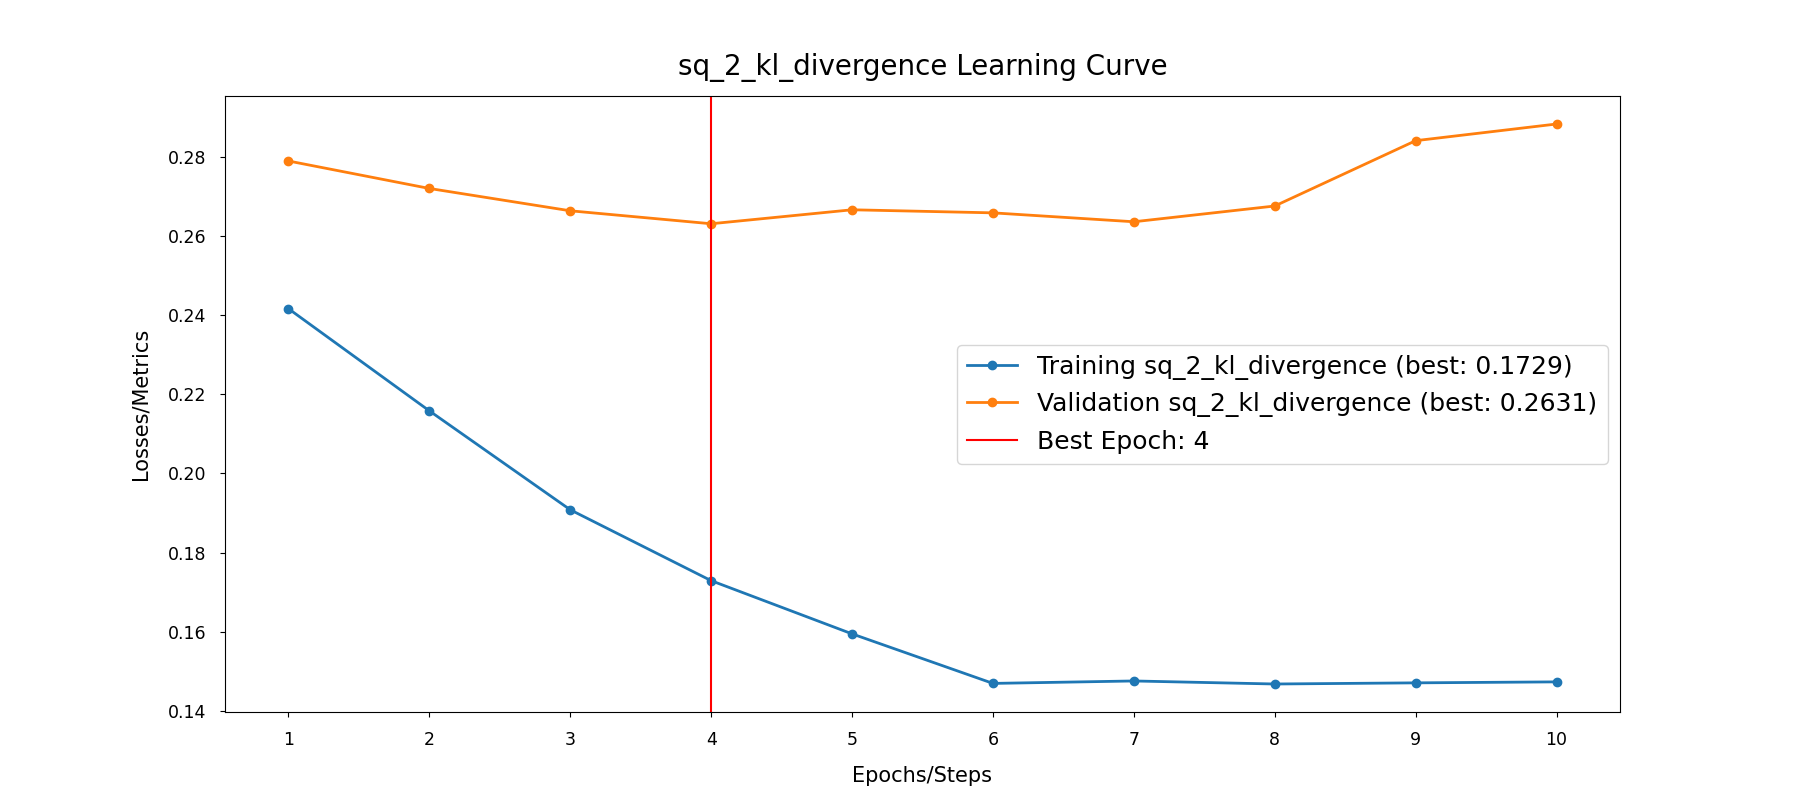 sq_2_kl_divergence Learning Curve
Losses/Metrics
0.28
0.26
0.24
0.22
0.20
0.18
0.16
0.14
Training sq_2_kl_divergence (best: 0.1729)
Validation sq_2_kl_divergence (best: 0.2631)
Best Epoch: 4
1 2 3 4 5 6 7 8 9 10
Epochs/Steps